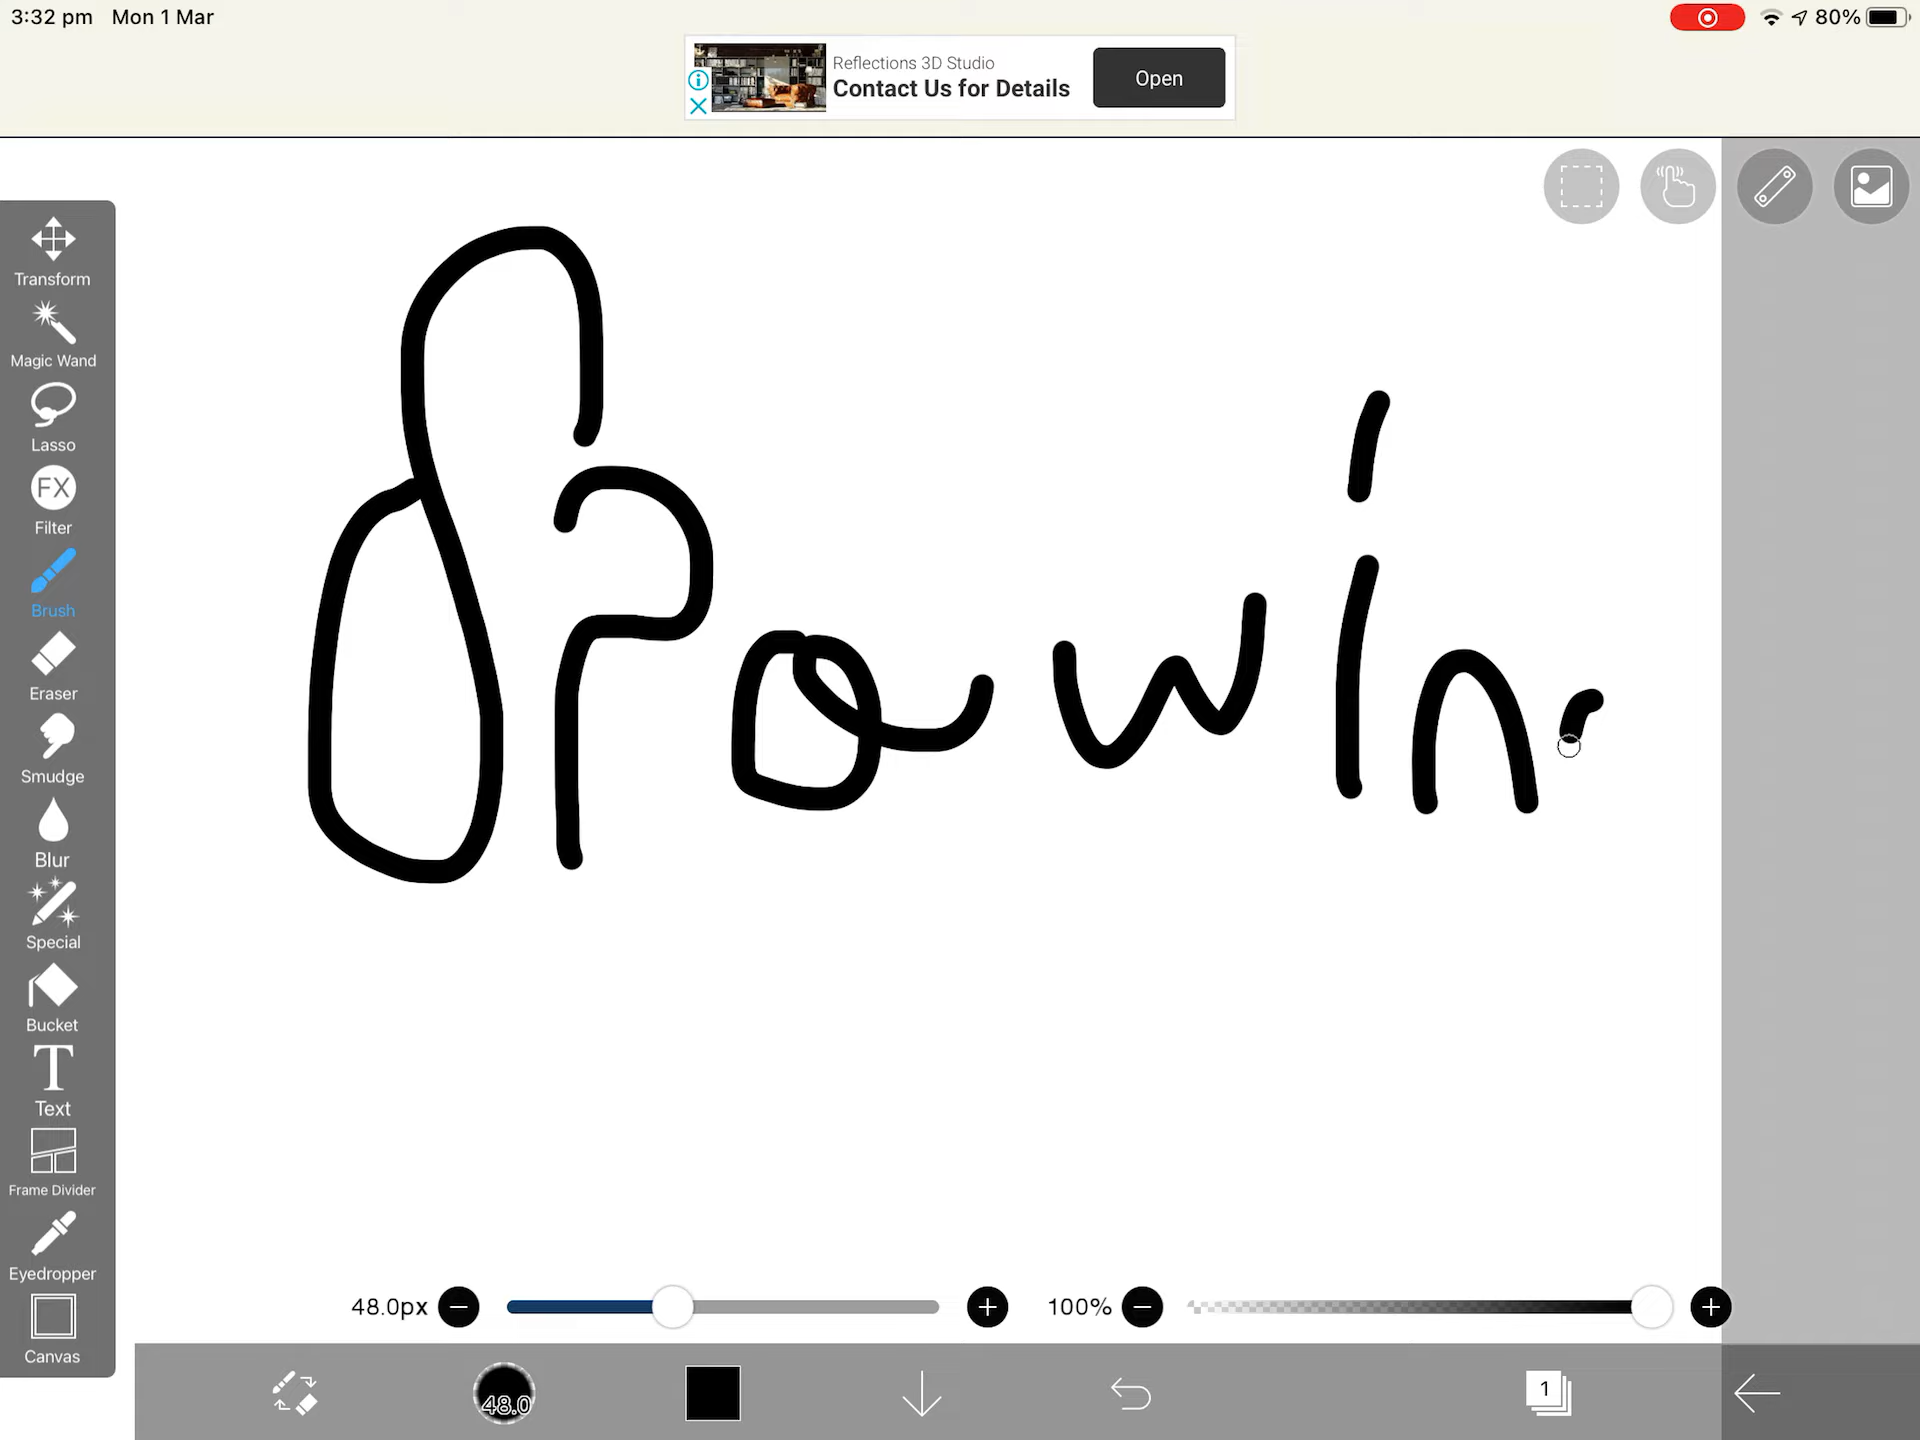 3:32 pm Mon 1 Mar
80%
Reflections 3D Studio
Contact Us for Details
Open
Transform
Magic Wand
Lasso
FX
Filter
Brush
Eraser
Smudge
Blur
Special
Bucket
T
Text
Frame Divider
Eyedropper
Canvas
48.0px
100%
48.0
1